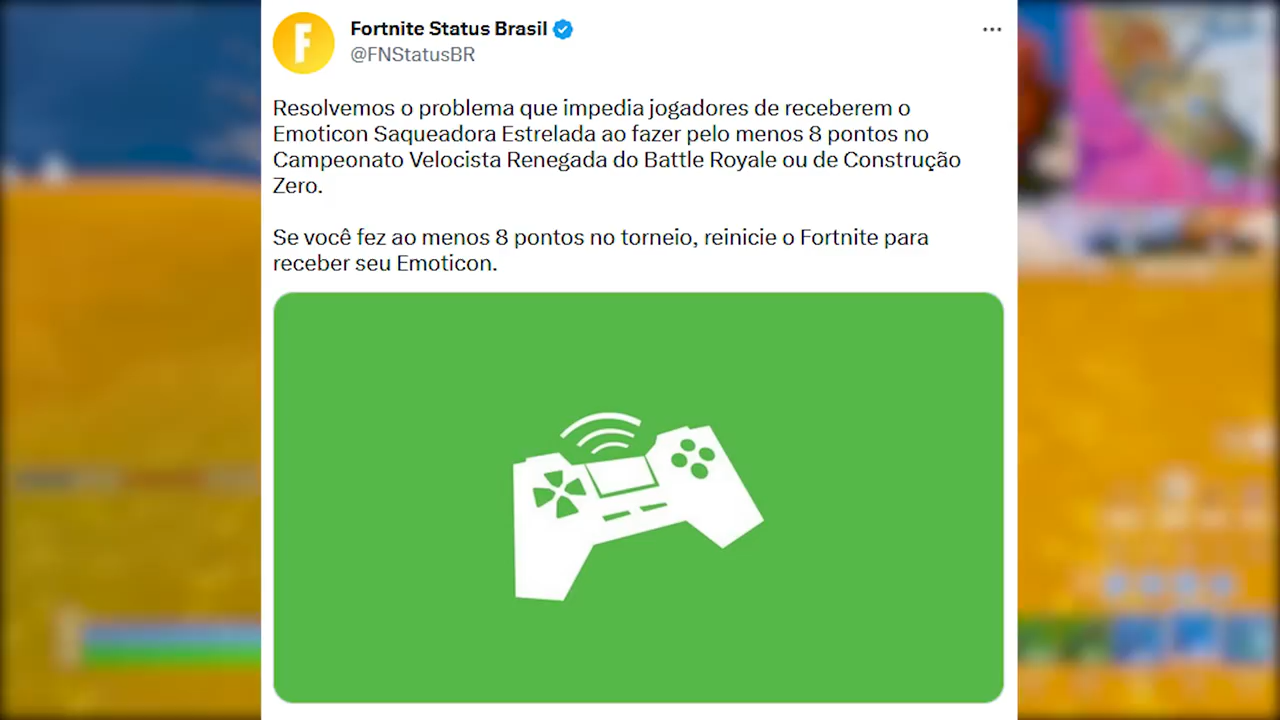 Fortnite Status Brasil
@FNStatusBR
Resolvemos o problema que impedia jogadores de receberem o
Emoticon Saqueadora Estrelada ao fazer pelo menos 8 pontos no
Campeonato Velocista Renegada do Battle Royale ou de Construção
Zero.
Se você fez ao menos 8 pontos no torneio, reinicie o Fortnite para
receber seu Emoticon.